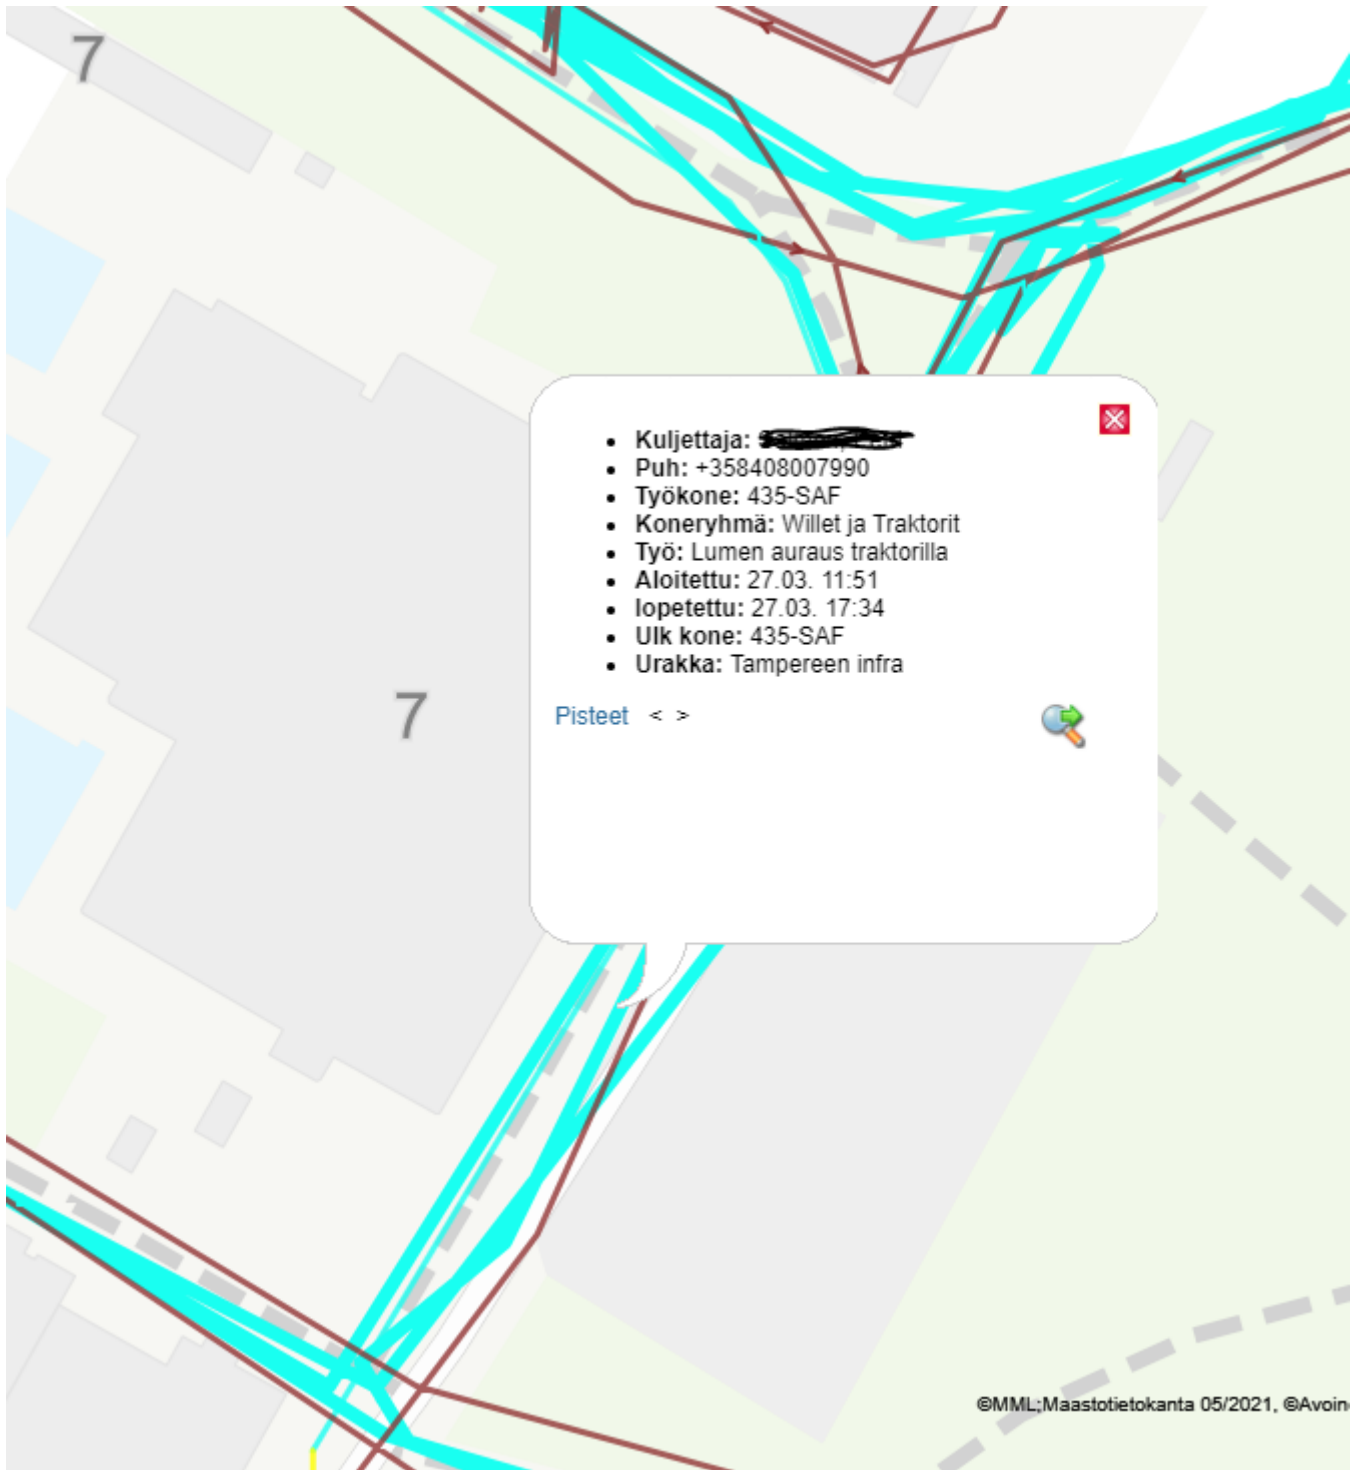 7
Kuljettaja:
Puh: +358408007990
Työkone: 435-SAF
Koneryhmä: Willet ja Traktorit
Työ: Lumen auraus traktorilla
Aloitettu: 27.03. 11:51
lopetettu: 27.03. 17:34
Ulk kone: 435-SAF
Urakka: Tampereen infra
7
Pisteet < >
©MML;Maastotietokanta 05/2021, ©Avoin